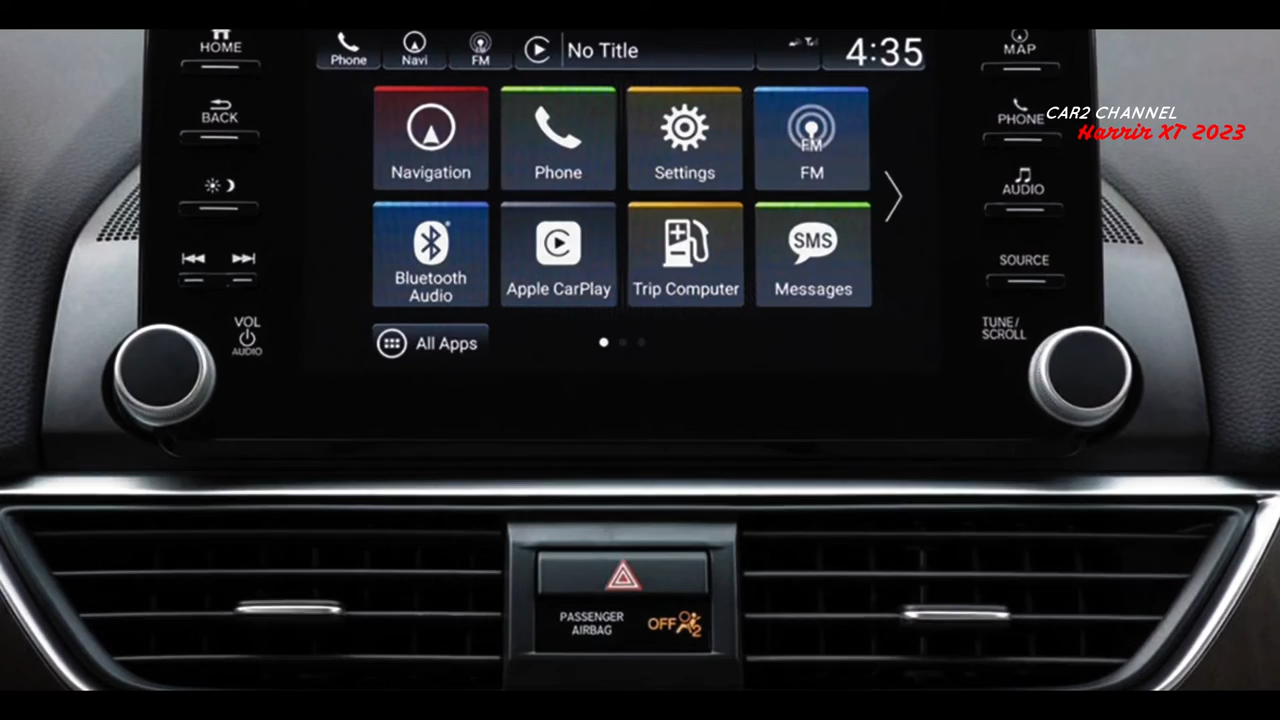 HOME
Phone
Navi
FM
No Title
4:35
MAP
BACK
PHONE
CAR2 CHANNEL
Harrir XT 2023
Navigation
Phone
Settings
FM
FM
AUDIO
SOURCE
Bluetooth
Audio
Apple CarPlay
Trip Computer
SMS
Messages
VOL
AUDIO
TUNE/
SCROLL
All Apps
PASSENGER
AIRBAG
OFF
2